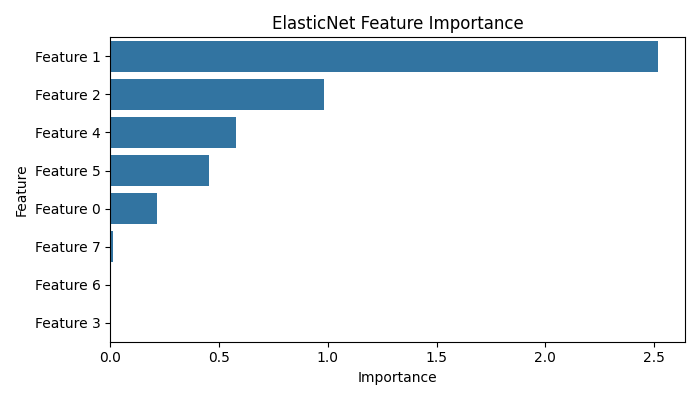 ElasticNet Feature Importance
Feature 1
Feature 2
Feature 4
Feature 5
Feature 0
Feature 7
Feature 6
Feature 3
Feature
0.0 0.5 1.0 1.5 2.0 2.5
Importance